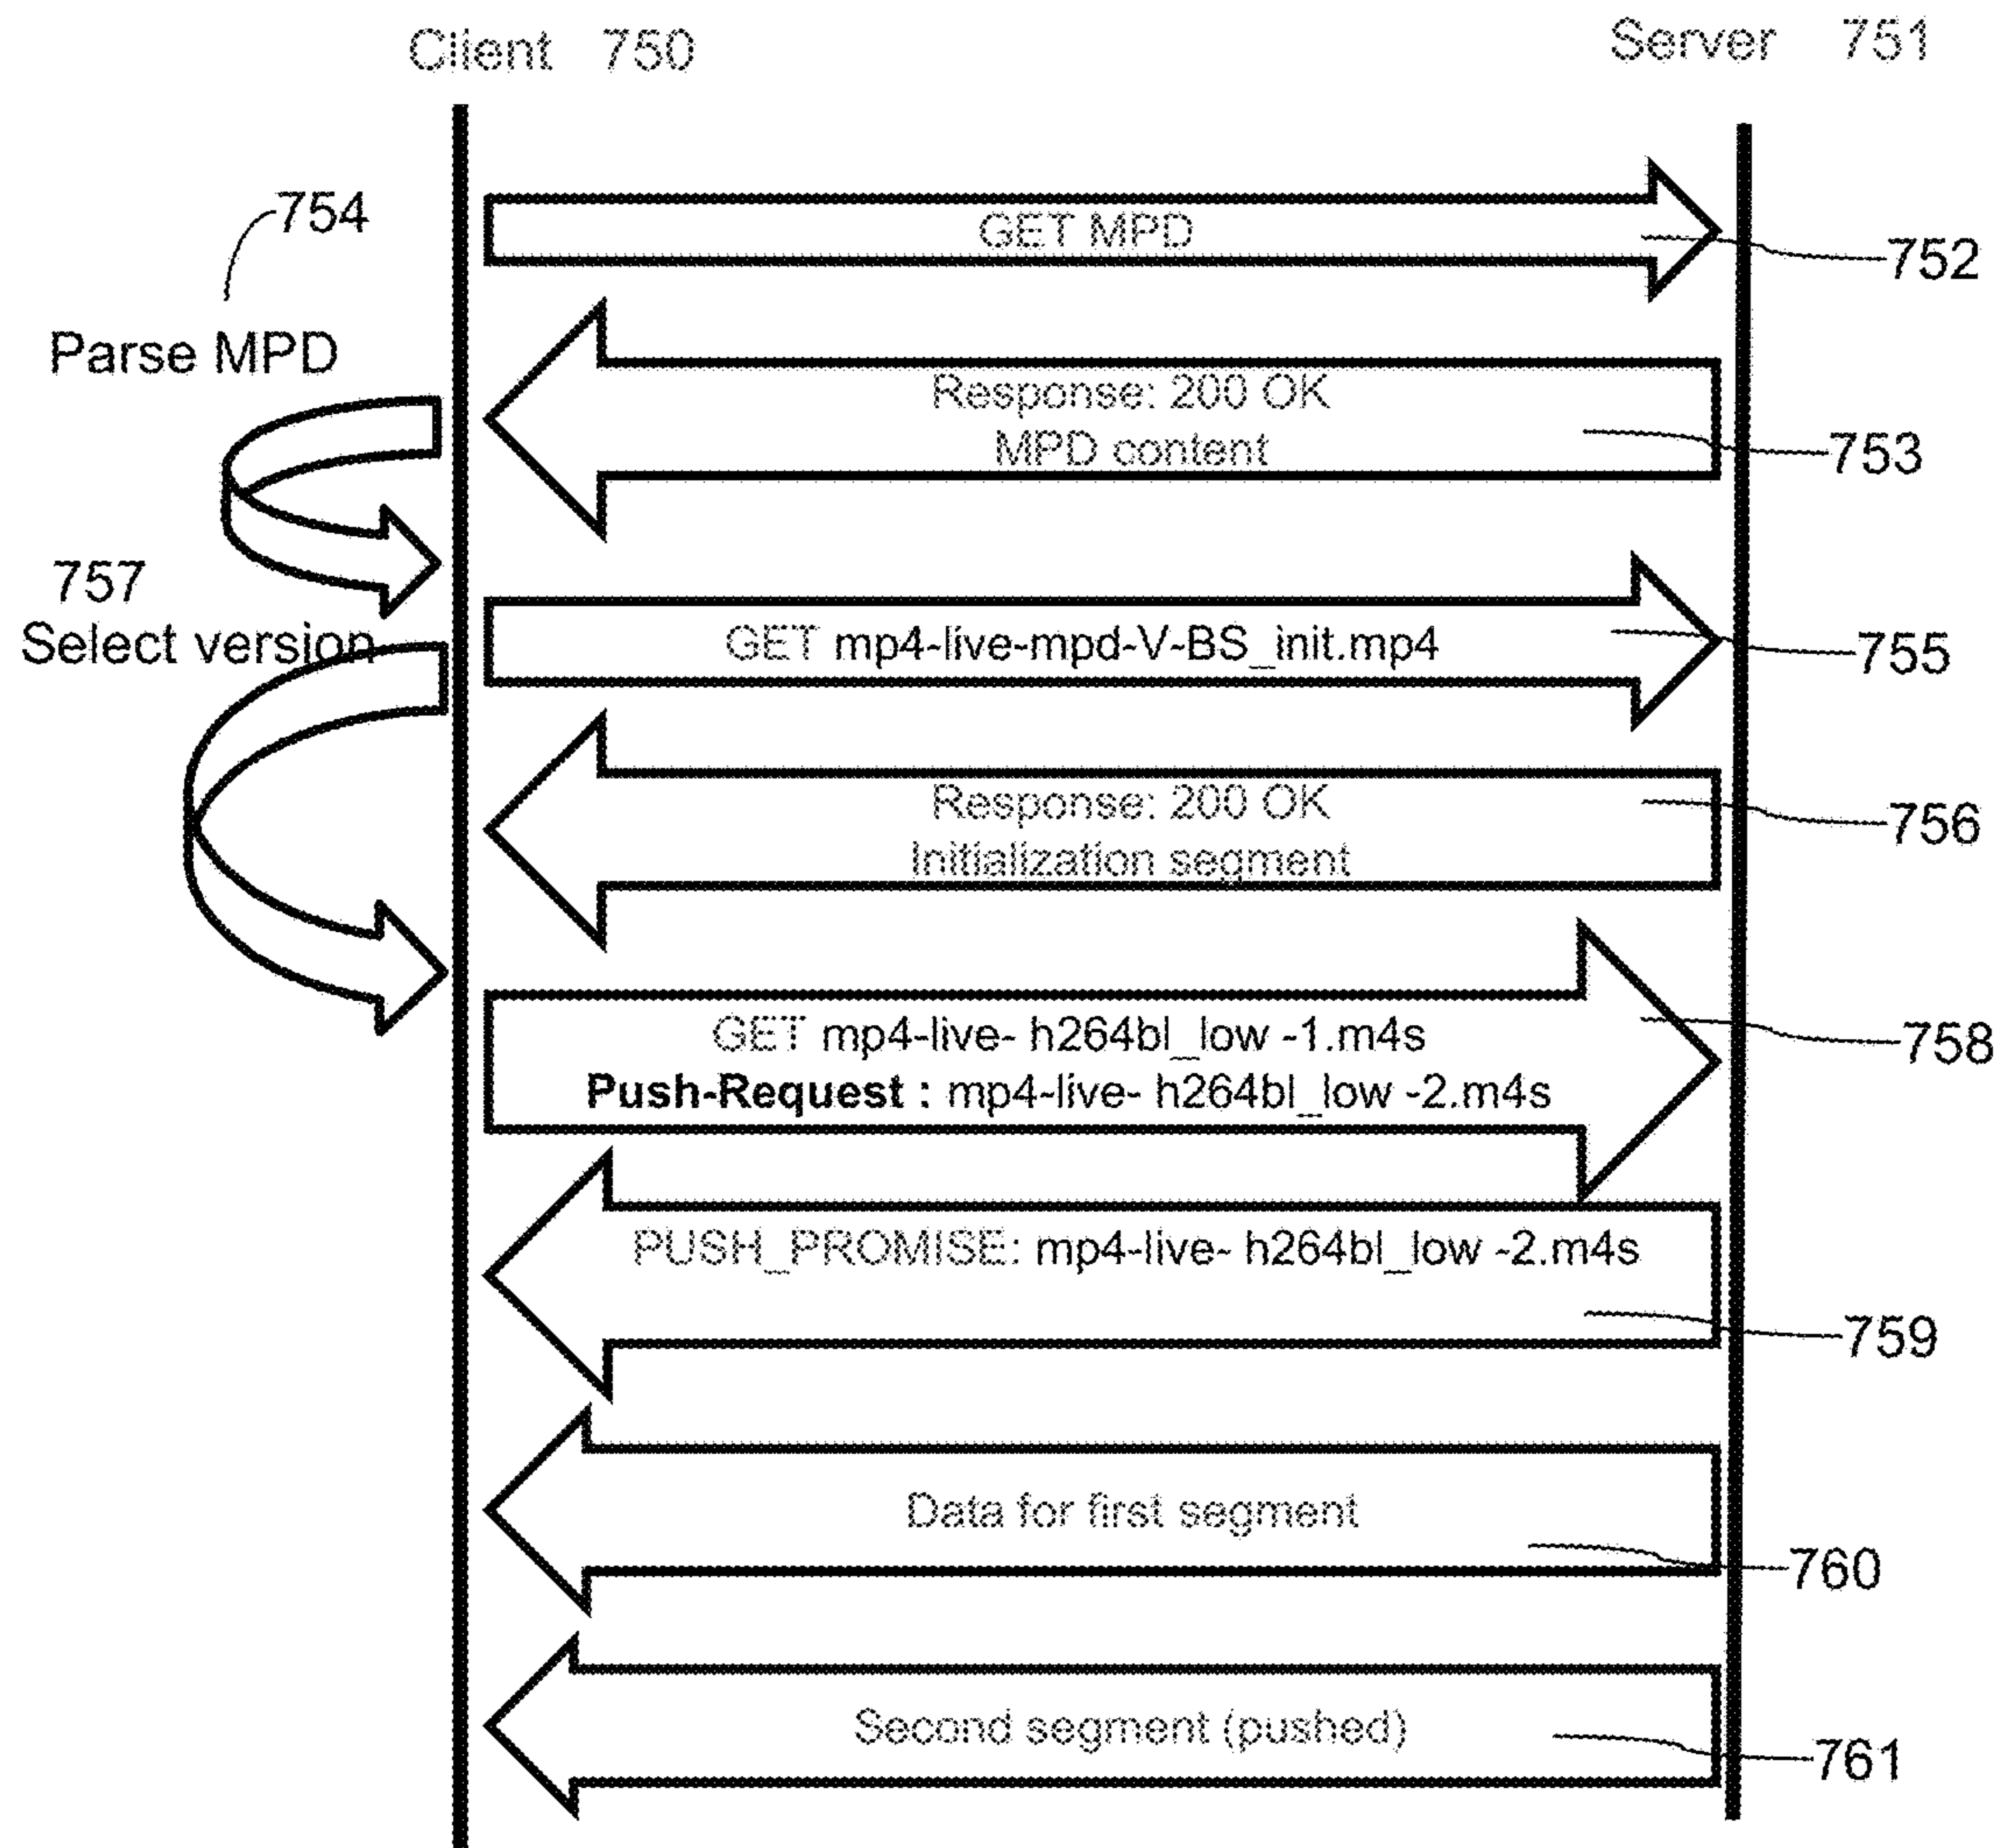 Client 750
Server 751
754
GET MPD
752
Parse MPD
Response: 200 OK
MPD content
753
757
Select version
GET mp4-live-mpd-V-BS_init.mp4
755
Response: 200 OK
Initialization segment
756
GET mp4-live- h264bl_low -1.m4s
Push-Request : mp4-live- h264bl_low -2.m4s
758
PUSH_PROMISE: mp4-live- h264bl_low -2.m4s
759
Data for first segment
760
Second segment (pushed)
761